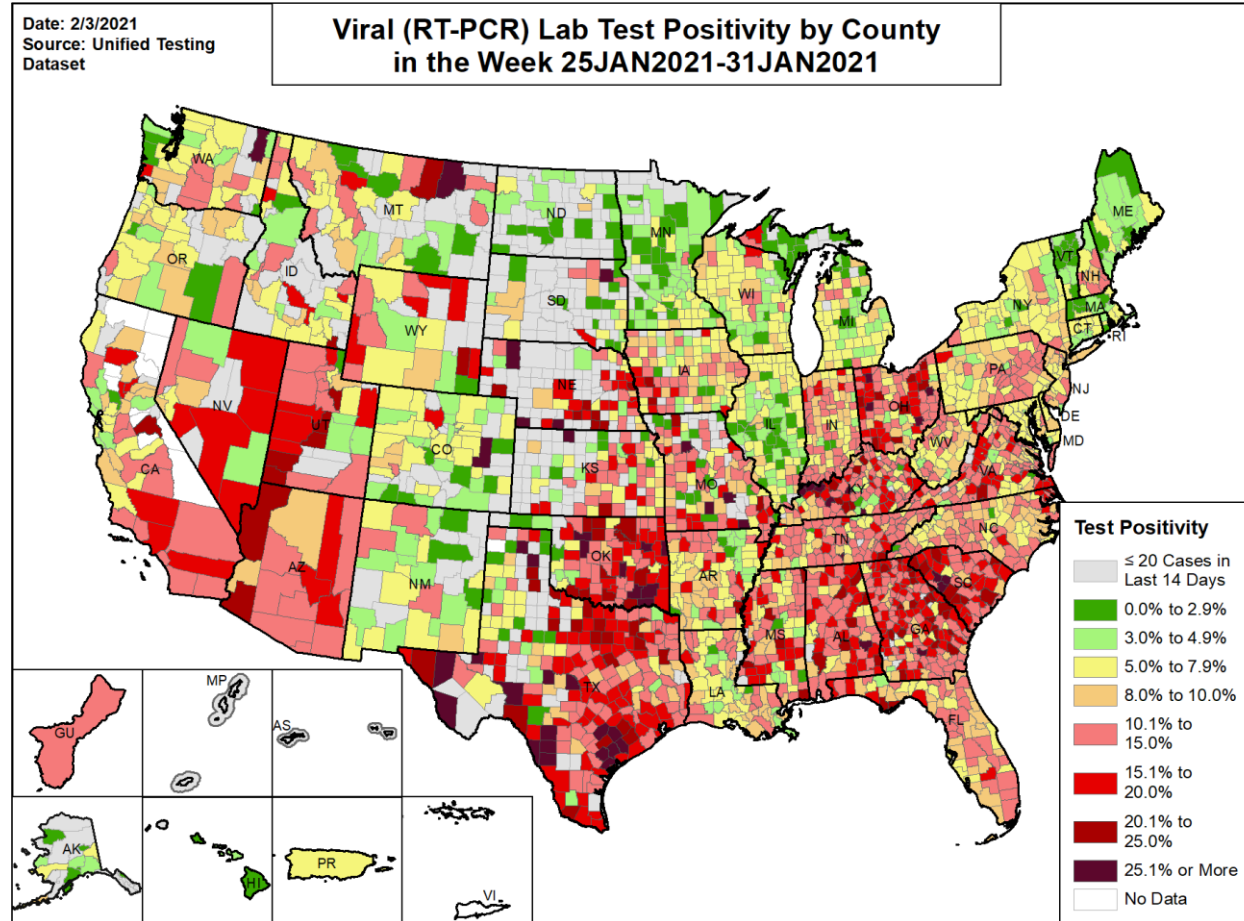 Date: 2/3/2021
Source: Unified Testing
Dataset
Viral (RT-PCR) Lab Test Positivity by County
in the Week 25JAN2021-31JAN2021
WA
MT
ND
MN
ME
OR
ID
SD
WI
MI
VT
NH
NY
MA
CT
RI
WY
IA
NE
PA
NJ
NV
UT
CO
IL
IN
OH
DE
MD
WV
CA
KS
MO
KY
VA
AZ
NM
OK
AR
TN
NC
SC
MS
AL
GA
TX
LA
FL
GU
MP
AS
AK
HI
PR
VI
Test Positivity
≤ 20 Cases in
Last 14 Days
0.0% to 2.9%
3.0% to 4.9%
5.0% to 7.9%
8.0% to 10.0%
10.1% to
15.0%
15.1% to
20.0%
20.1% to
25.0%
25.1% or More
No Data